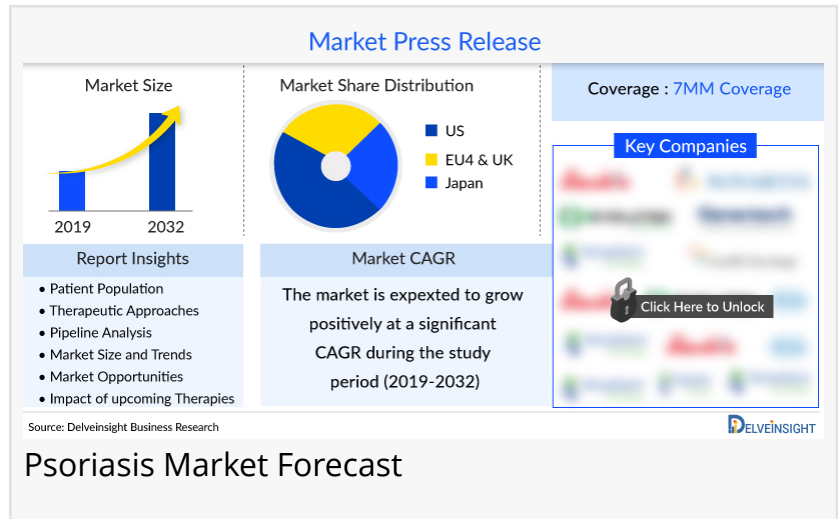 Market Press Release
Market Size
2019 2032
Market Share Distribution
US
EU4 & UK
Japan
Coverage : 7MM Coverage
Key Companies
Click Here to Unlock
Report Insights
• Patient Population
• Therapeutic Approaches
• Pipeline Analysis
• Market Size and Trends
• Market Opportunities
• Impact of upcoming Therapies
Market CAGR
The market is expexted to grow
positively at a significant
CAGR during the study
period (2019-2032)
Source: Delveinsight Business Research
DELVEINSIGHT
Psoriasis Market Forecast